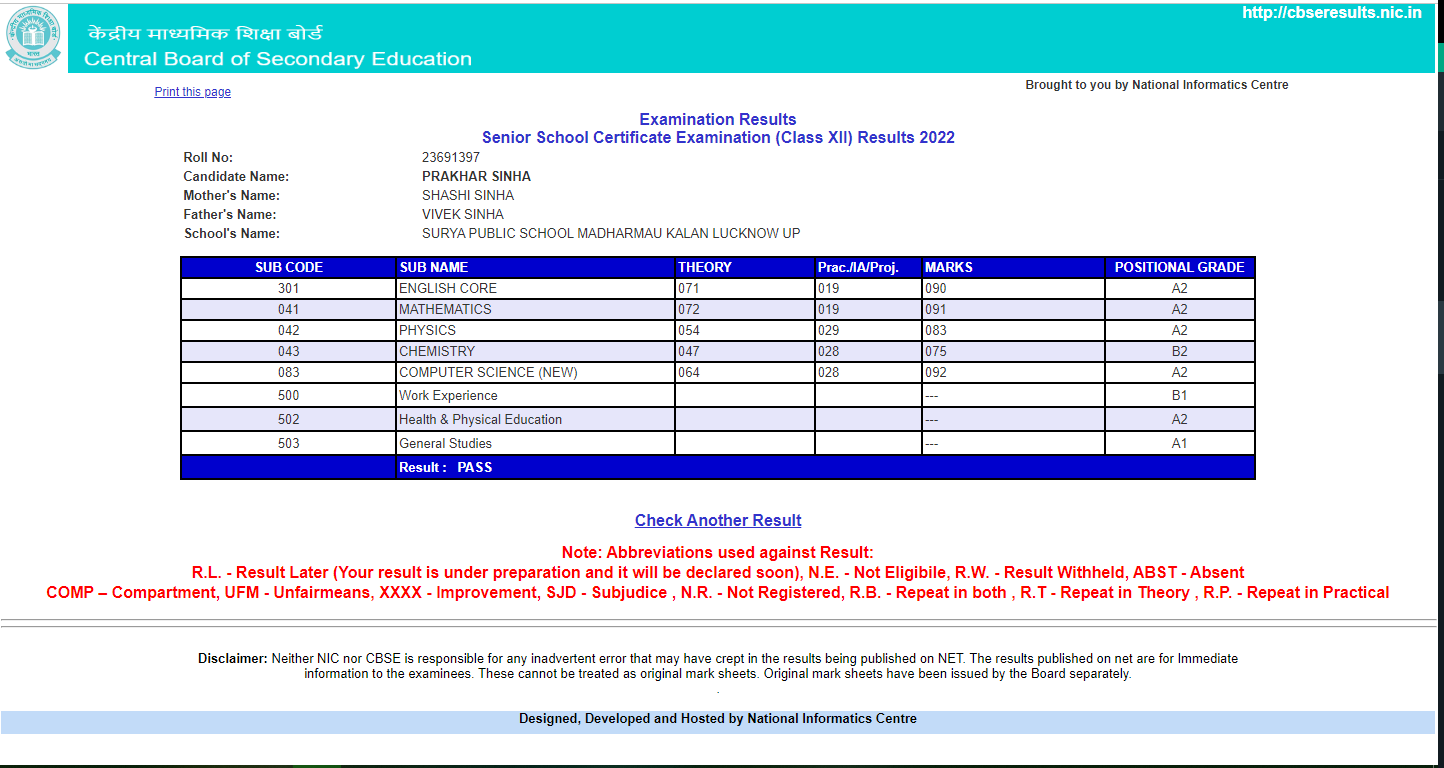 http://cbseresults.nic.in
केंद्रीय माध्यमिक शिक्षा बोर्ड
Central Board of Secondary Education
भारत
Print this page
Brought to you by National Informatics Centre
Examination Results
Senior School Certificate Examination (Class XII) Results 2022
Roll No: 23691397
Candidate Name: PRAKHAR SINHA
Mother's Name: SHASHI SINHA
Father's Name: VIVEK SINHA
School's Name: SURYA PUBLIC SCHOOL MADHARMAU KALAN LUCKNOW UP
SUB CODE SUB NAME THEORY Prac./IA/Proj. MARKS POSITIONAL GRADE
301 ENGLISH CORE 071 019 090 A2
041 MATHEMATICS 072 019 091 A2
042 PHYSICS 054 029 083 A2
043 CHEMISTRY 047 028 075 B2
083 COMPUTER SCIENCE (NEW) 064 028 092 A2
500 Work Experience --- B1
502 Health & Physical Education --- A2
503 General Studies --- A1
Result : PASS
Check Another Result
Note: Abbreviations used against Result:
R.L. - Result Later (Your result is under preparation and it will be declared soon), N.E. - Not Eligibile, R.W. - Result Withheld, ABST - Absent
COMP – Compartment, UFM - Unfairmeans, XXXX - Improvement, SJD - Subjudice , N.R. - Not Registered, R.B. - Repeat in both , R.T - Repeat in Theory , R.P. - Repeat in Practical
Disclaimer: Neither NIC nor CBSE is responsible for any inadvertent error that may have crept in the results being published on NET. The results published on net are for Immediate
information to the examinees. These cannot be treated as original mark sheets. Original mark sheets have been issued by the Board separately.
.
Designed, Developed and Hosted by National Informatics Centre